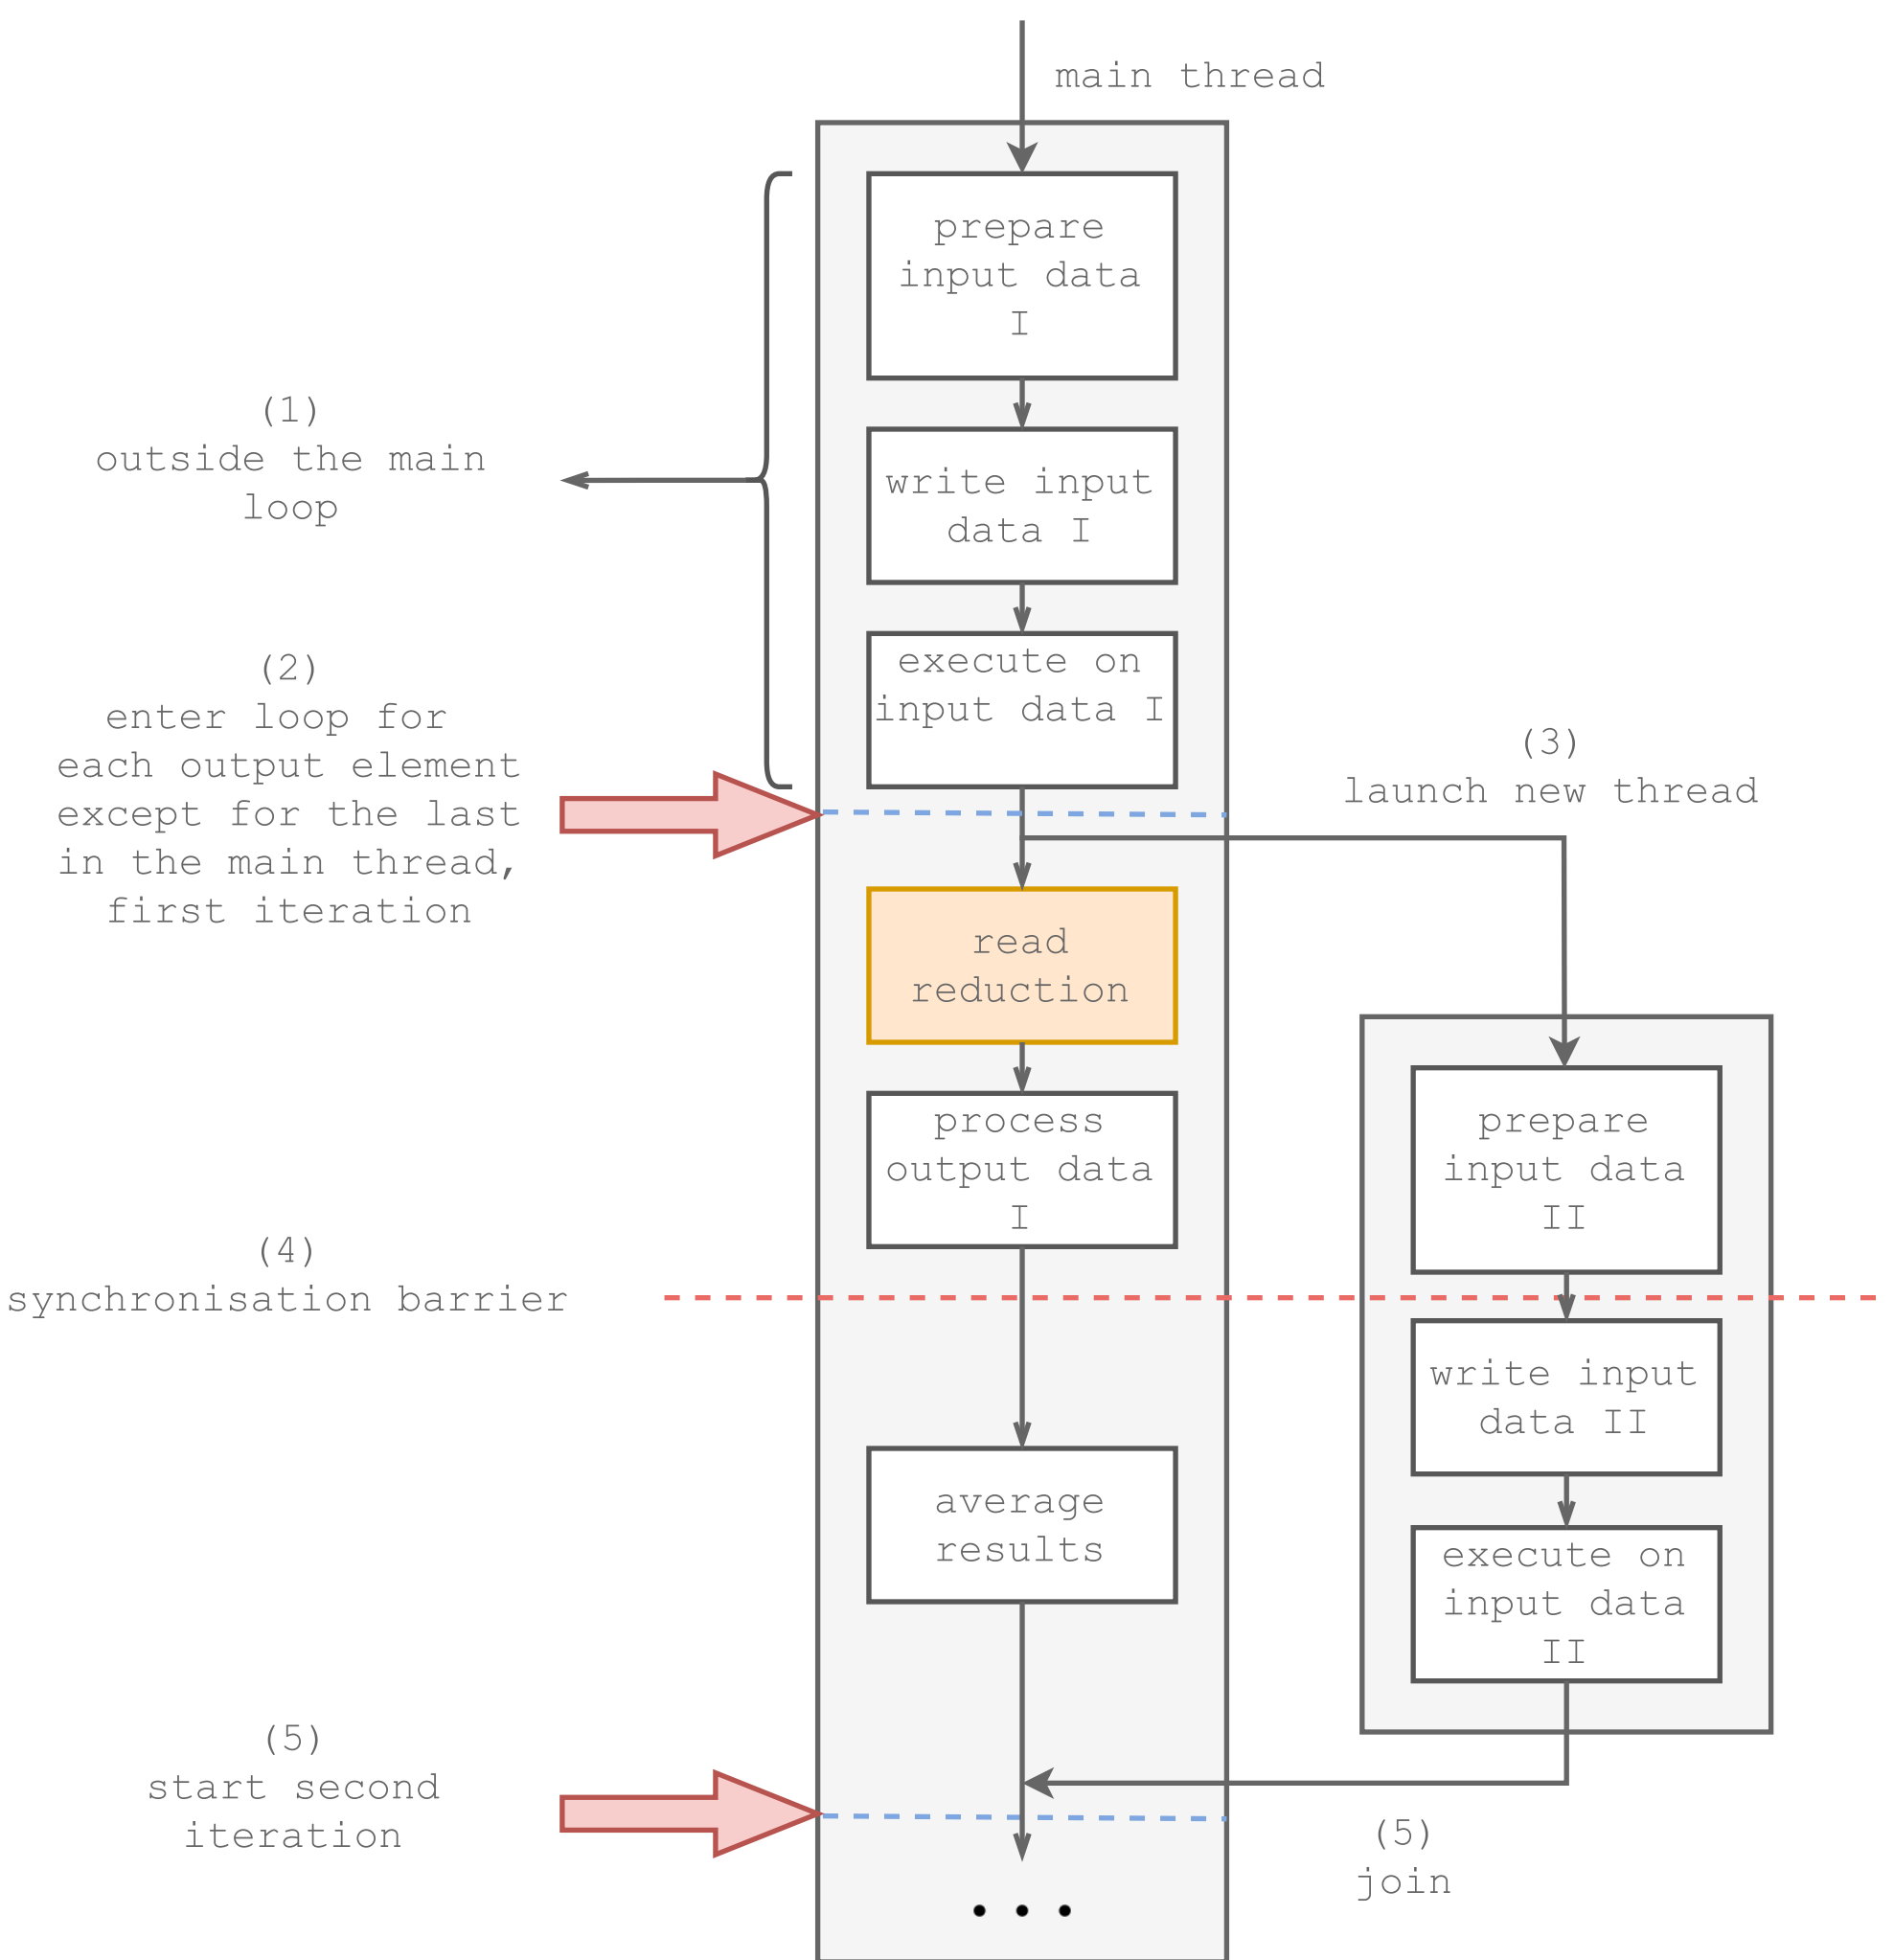 main thread
prepare
input data
I
(1)
outside the main
loop
write input
data I
(2)
enter loop for
each output element
except for the last
in the main thread,
first iteration
execute on
input data I
(3)
launch new thread
read
reduction
process
output data
I
prepare
input data
II
(4)
synchronisation barrier
write input
data II
average
results
execute on
input data
II
(5)
start second
iteration
(5)
join
...